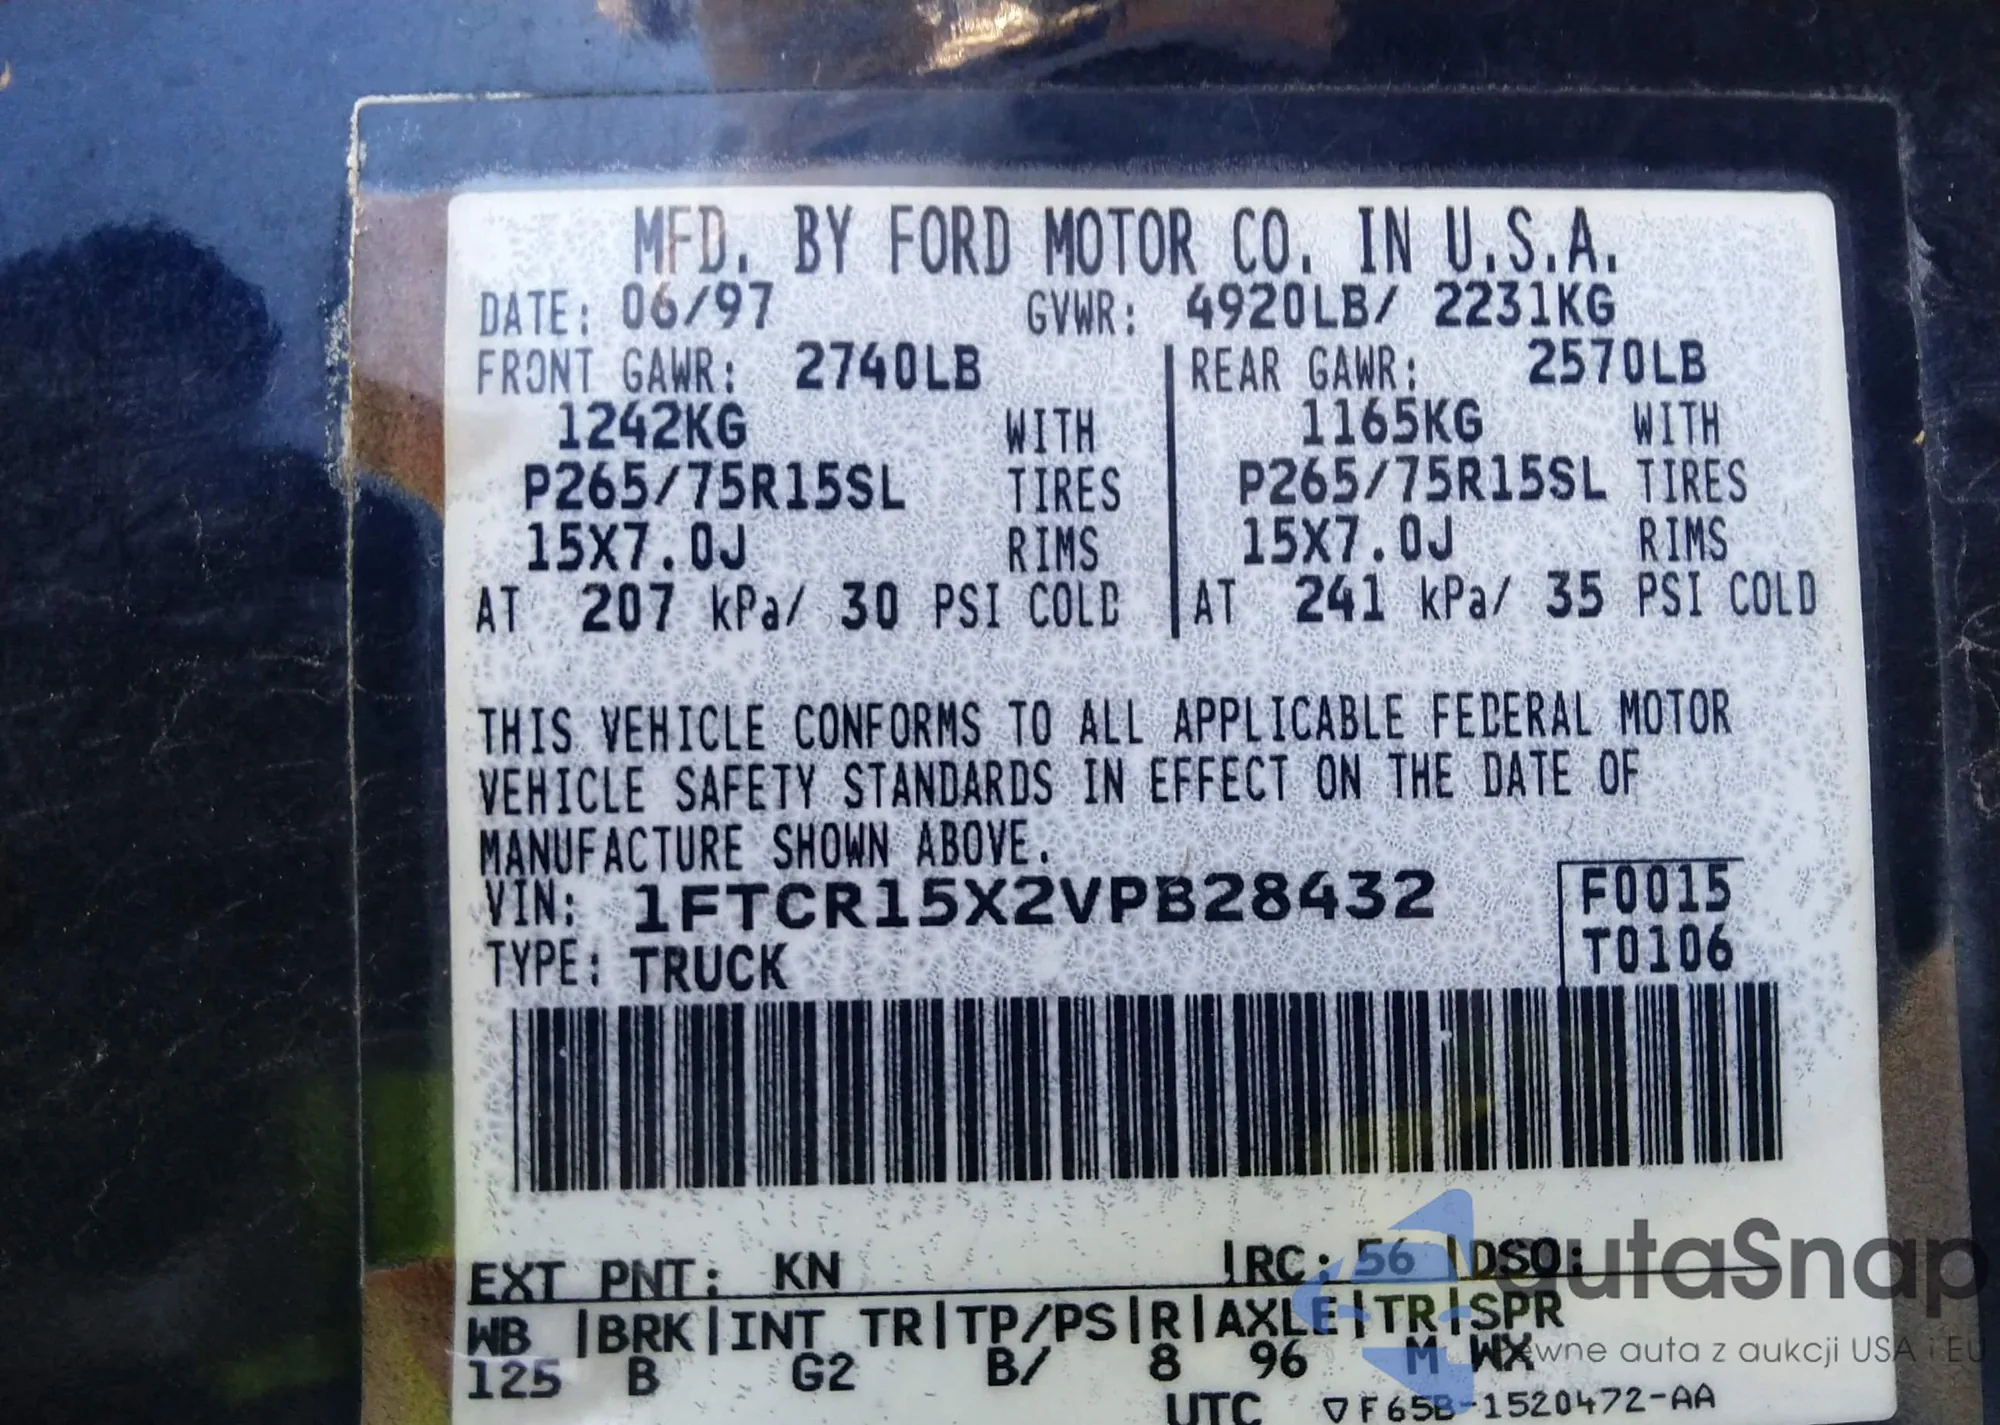 MFD. BY FORD MOTOR CO. IN U.S.A.
DATE: 06/97 GVWR: 4920LB/ 2231KG
FRONT GAWR: 2740LB REAR GAWR: 2570LB
1242KG WITH 1165KG WITH
P265/75R15SL TIRES P265/75R15SL TIRES
15X7.0J RIMS 15X7.0J RIMS
AT 207 kPa/ 30 PSI COLD AT 241 kPa/ 35 PSI COLD
THIS VEHICLE CONFORMS TO ALL APPLICABLE FEDERAL MOTOR
VEHICLE SAFETY STANDARDS IN EFFECT ON THE DATE OF
MANUFACTURE SHOWN ABOVE.
VIN: 1FTCR15X2VPB28432 F0015
TYPE: TRUCK T0106
EXT PNT: KN |RC: 56 |DSO:
WB |BRK|INT TR|TP/PS|R|AXLE|TR|SPR
125 B G2 B/ 8 96 M WX
UTC ▽F65B-1520472-AA
autaSnap
pewne auta z aukcji USA i EU